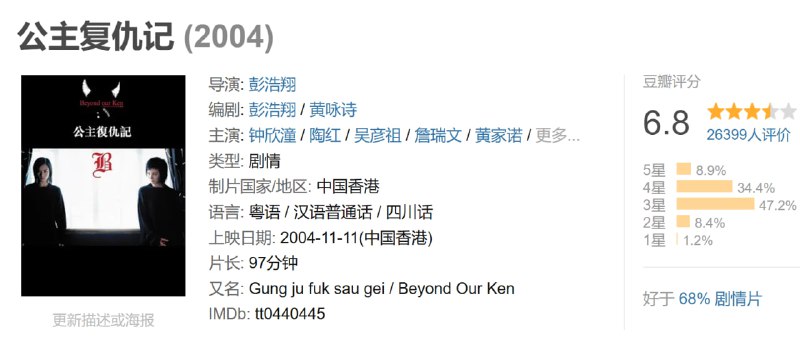 公主复仇记 (2004)
Beyond our Ken
公主復仇記
B
更新描述或海报
导演: 彭浩翔
编剧: 彭浩翔 / 黄咏诗
主演: 钟欣潼 / 陶红 / 吴彦祖 / 詹瑞文 / 黄家诺 / 更多...
类型: 剧情
制片国家/地区: 中国香港
语言: 粤语 / 汉语普通话 / 四川话
上映日期: 2004-11-11(中国香港)
片长: 97分钟
又名: Gung ju fuk sau gei / Beyond Our Ken
IMDb: tt0440445
豆瓣评分
6.8
26399人评价
5星 8.9%
4星 34.4%
3星 47.2%
2星 8.4%
1星 1.2%
好于 68% 剧情片